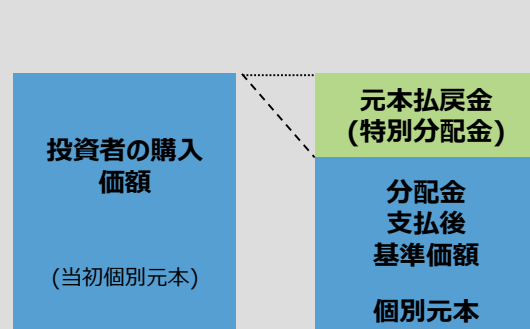 投資者の購入
価額
(当初個別元本)
元本払戻金
(特別分配金)
分配金
支払後
基準価額
個別元本